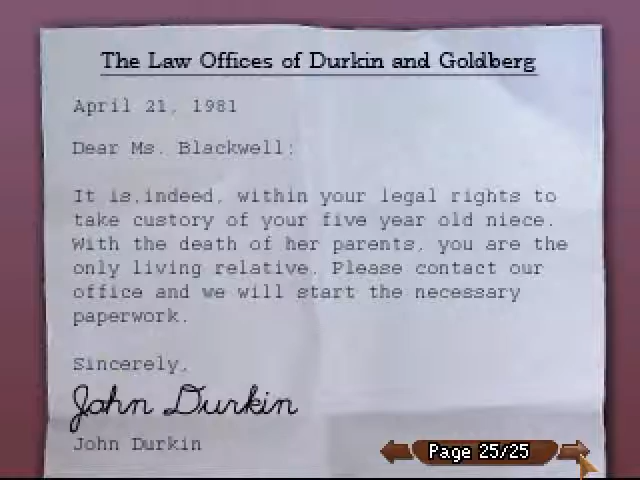 The Law Offices of Durkin and Goldberg
April 21, 1981
Dear Ms. Blackwell:
It is,indeed, within your legal rights to
take custory of your five year old niece.
With the death of her parents, you are the
only living relative. Please contact our
office and we will start the necessary
paperwork.
Sincerely,
John Durkin
John Durkin
Page 25/25